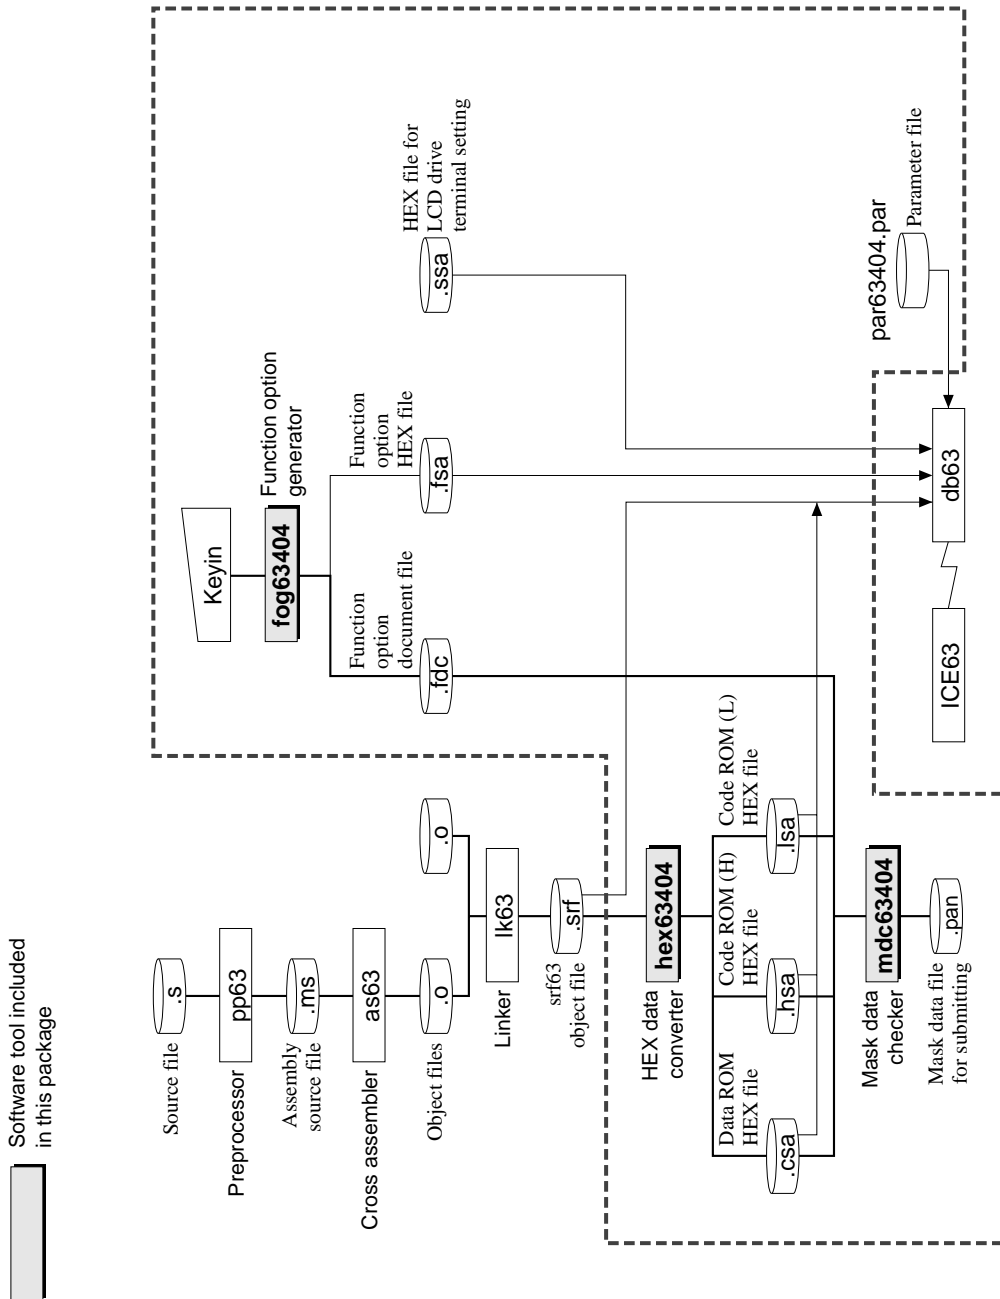 Software tool included
in this package
Source file
.s
Preprocessor
pp63
Assembly
source file
.ms
Cross assembler
as63
Object files
.o
.o
Linker
lk63
srf63
object file
.srf
HEX data
converter
hex63404
Data ROM
HEX file
.csa
Code ROM (H)
HEX file
.hsa
Code ROM (L)
HEX file
.lsa
Mask data
checker
mdc63404
Mask data file
for submitting
.pan
Keyin
fog63404
Function option
generator
Function
option
document file
.fdc
Function
option
HEX file
.fsa
.ssa
HEX file for
LCD drive
terminal setting
par63404.par
Parameter file
db63
ICE63